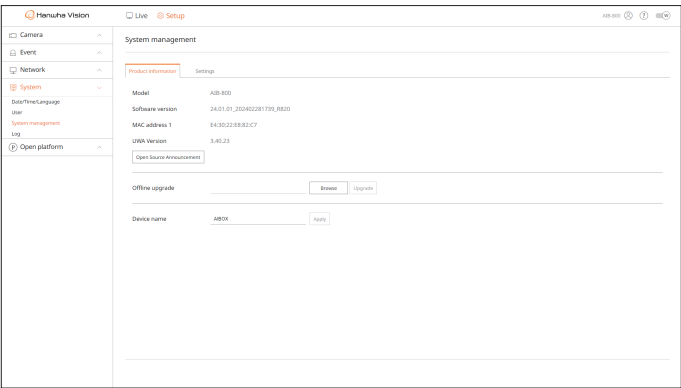 Hanwha Vision
Live Setup
AIB-800
Camera
Event
Network
System
Date/Time/Language
User
System management
Log
Open platform
System management
Product information Settings
Model AIB-800
Software version 24.01.01_202402281739_R820
MAC address 1 E4:30:22:E8:82:C7
UWA Version 3.40.23
Open Source Announcement
Offline upgrade Browse Upgrade
Device name AIBOX Apply